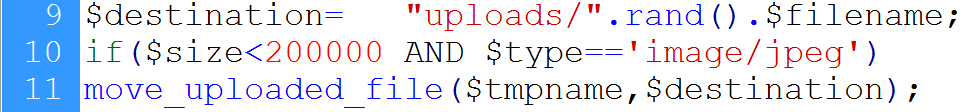 9 $destination=   "uploads/".rand().$filename;
10 if($size<200000 AND $type=='image/jpeg')
11 move_uploaded_file($tmpname,$destination);